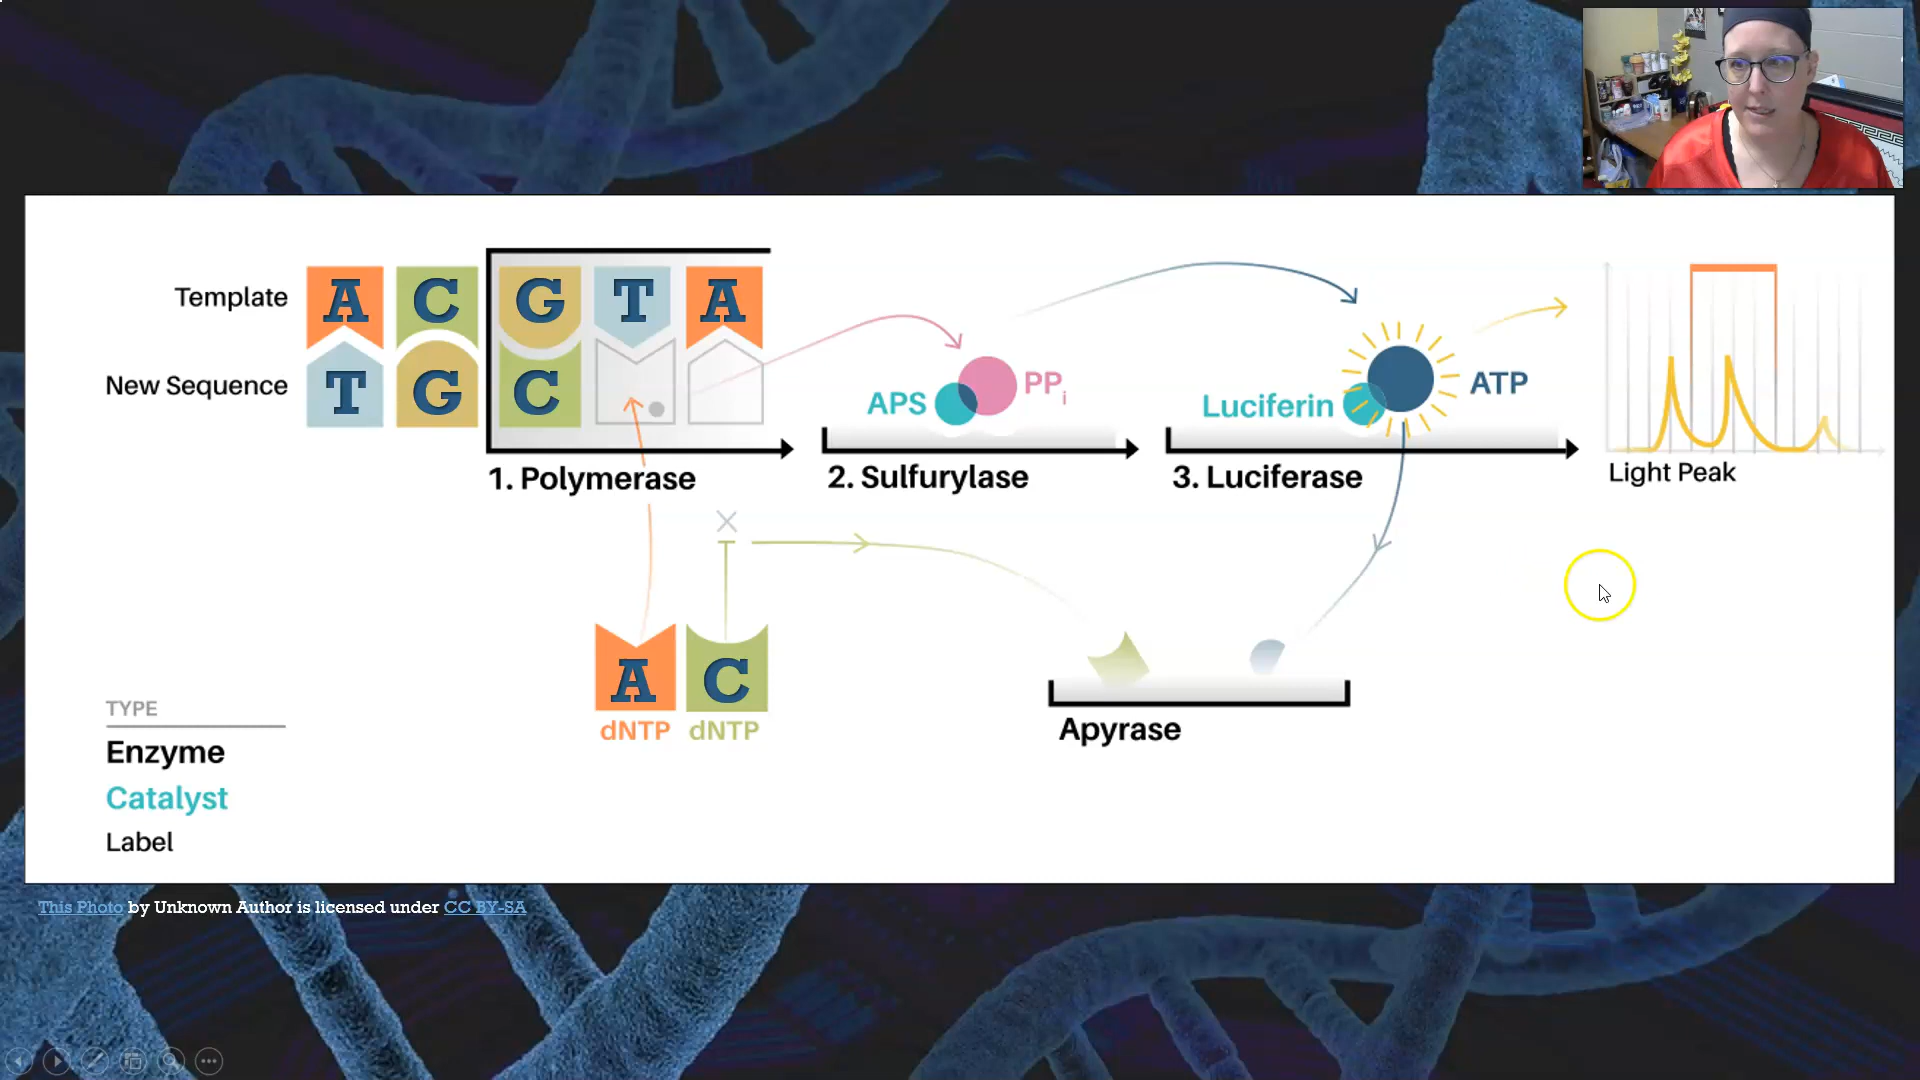 Template A C G T A
New Sequence T G C
APS PPi
Luciferin ATP
1. Polymerase 2. Sulfurylase 3. Luciferase Light Peak
A C
dNTP dNTP
Apyrase
TYPE
Enzyme
Catalyst
Label
This Photo by Unknown Author is licensed under CC BY-SA